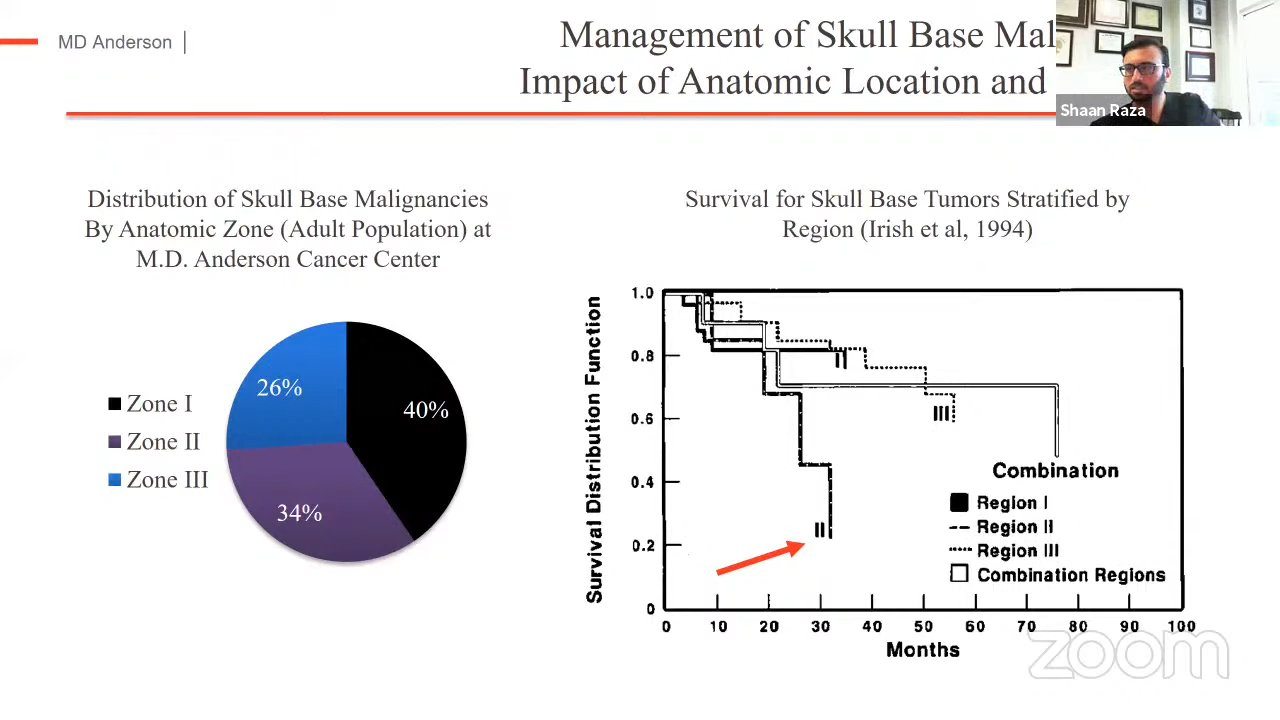 MD Anderson
Management of Skull Base Mal
Impact of Anatomic Location and
Shaan Raza
Distribution of Skull Base Malignancies
By Anatomic Zone (Adult Population) at
M.D. Anderson Cancer Center
Zone I
Zone II
Zone III
26%
40%
34%
Survival for Skull Base Tumors Stratified by
Region (Irish et al, 1994)
Survival Distribution Function
1.0
0.8
0.6
0.4
0.2
0
I
III
II
Combination
Region I
Region II
Region III
Combination Regions
0 10 20 30 40 50 60 70 80 90 100
Months
zoom